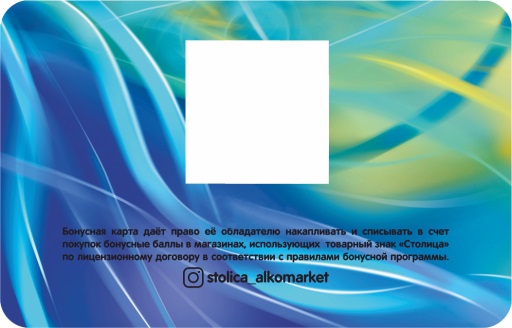 Бонусная карта даёт право её обладателю накапливать и списывать в счет
покупок бонусные баллы в магазинах, использующих товарный знак «Столица»
по лицензионному договору в соответствии с правилами бонусной программы.
stolica_alkomarket